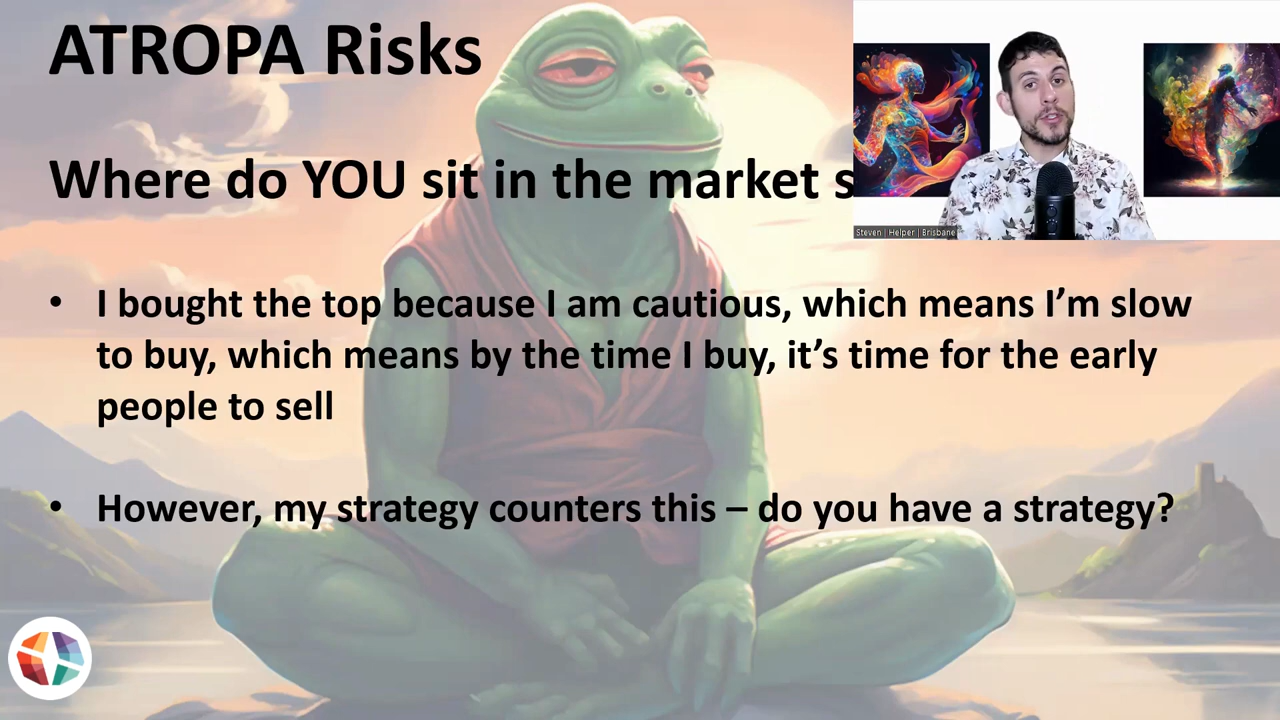 ATROPA Risks
Where do YOU sit in the market
Steven | Helper | Brisbane
• I bought the top because I am cautious, which means I’m slow
to buy, which means by the time I buy, it’s time for the early
people to sell
• However, my strategy counters this – do you have a strategy?